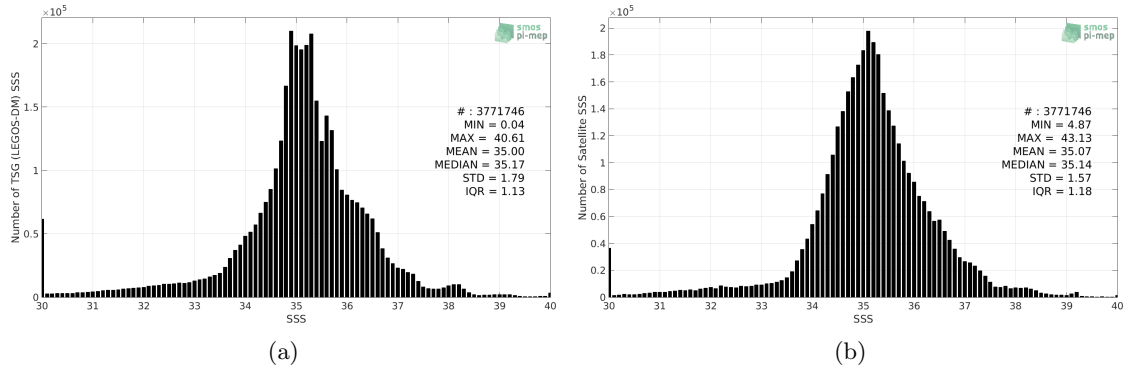 ×10⁵
smos
pi-mep
2
1.5
1
0.5
0
Number of TSG (LEGOS-DM) SSS
# : 3771746
MIN = 0.04
MAX = 40.61
MEAN = 35.00
MEDIAN = 35.17
STD = 1.79
IQR = 1.13
30 31 32 33 34 35 36 37 38 39 40
SSS
(a)
×10⁵
smos
pi-mep
2
1.8
1.6
1.4
1.2
1
0.8
0.6
0.4
0.2
0
Number of Satellite SSS
# : 3771746
MIN = 4.87
MAX = 43.13
MEAN = 35.07
MEDIAN = 35.14
STD = 1.57
IQR = 1.18
30 31 32 33 34 35 36 37 38 39 40
SSS
(b)